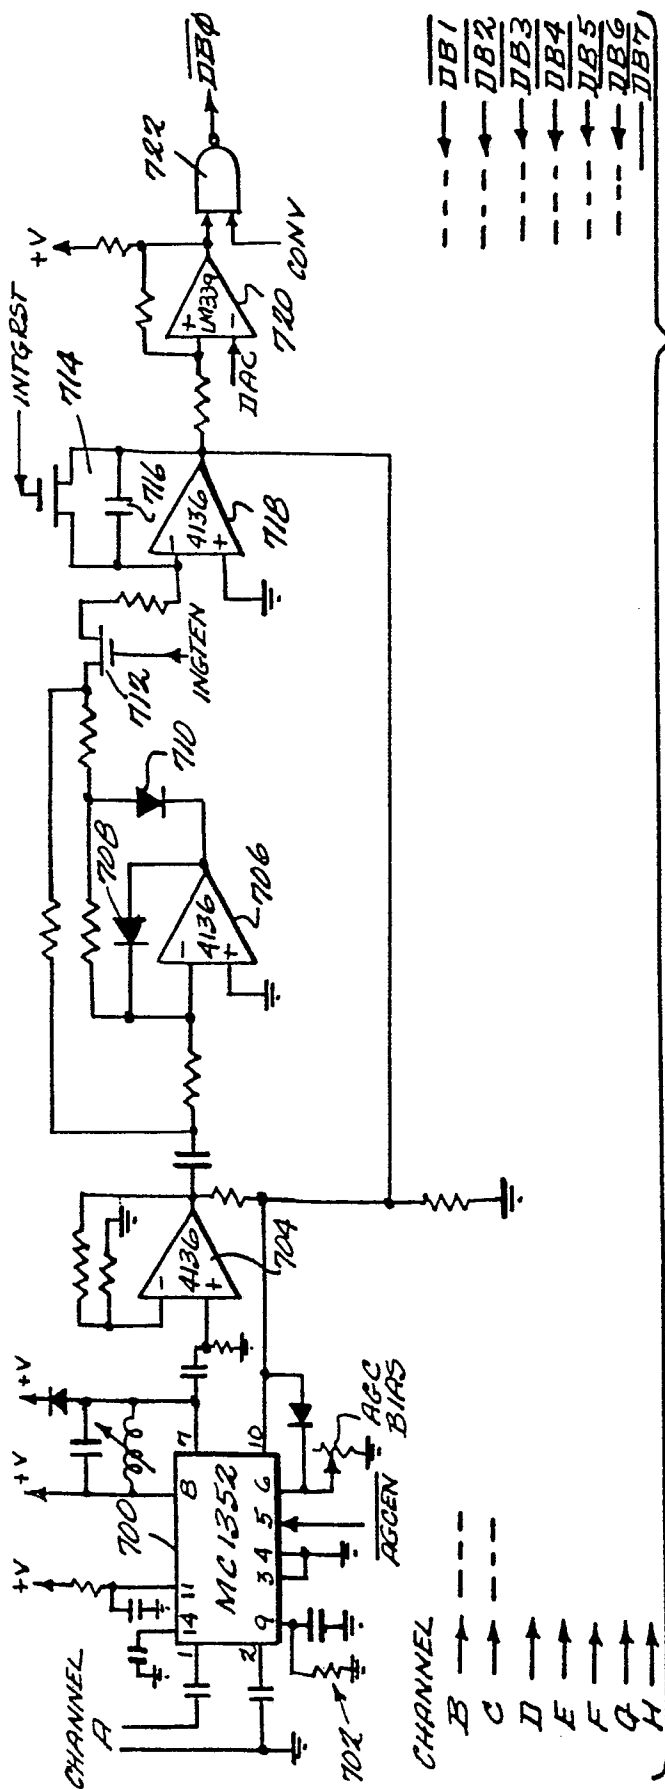 CHANNEL
A
+V
+V
+V
700
MC1352
14
11
8
7
1
2
9
3
4
5
6
10
702
AGCEN
AGC
BIAS
-
+
4136
704
-
+
4136
706
708
710
712
INGTEN
INTGRST
714
716
-
+
4136
718
+V
+
-
LM339
720
DAC
CONV
722
DBφ
CHANNEL
B
C
D
E
F
G
H
DB1
DB2
DB3
DB4
DB5
DB6
DB7